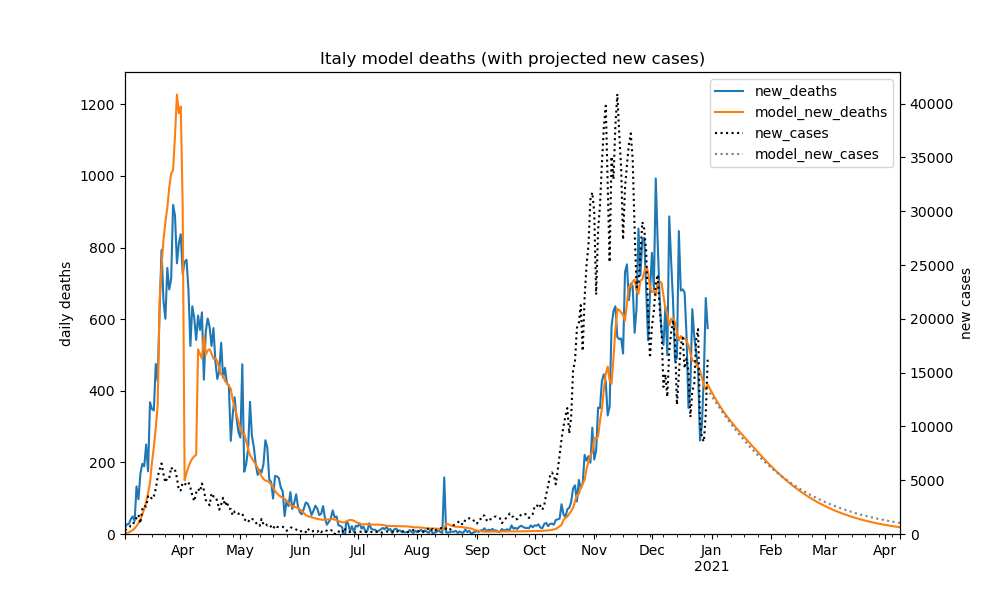 Italy model deaths (with projected new cases)
new_deaths
model_new_deaths
new_cases
model_new_cases
daily deaths
new cases
1200
1000
800
600
400
200
0
40000
35000
30000
25000
20000
15000
10000
5000
0
Apr May Jun Jul Aug Sep Oct Nov Dec Jan Feb Mar Apr
2021